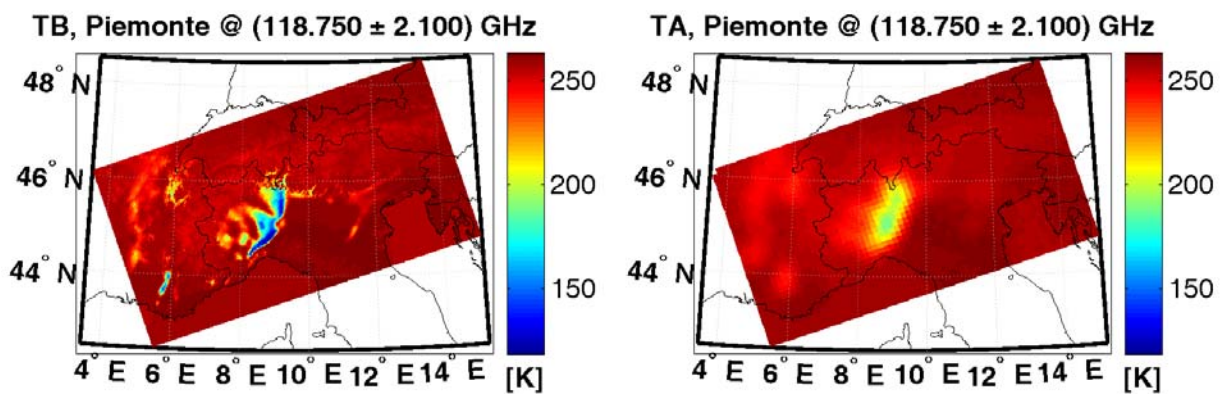 TB, Piemonte @ (118.750 ± 2.100) GHz
48° N
46° N
44° N
4° E 6° E 8° E 10° E 12° E 14° E
250
200
150
[K]
TA, Piemonte @ (118.750 ± 2.100) GHz
48° N
46° N
44° N
4° E 6° E 8° E 10° E 12° E 14° E
250
200
150
[K]